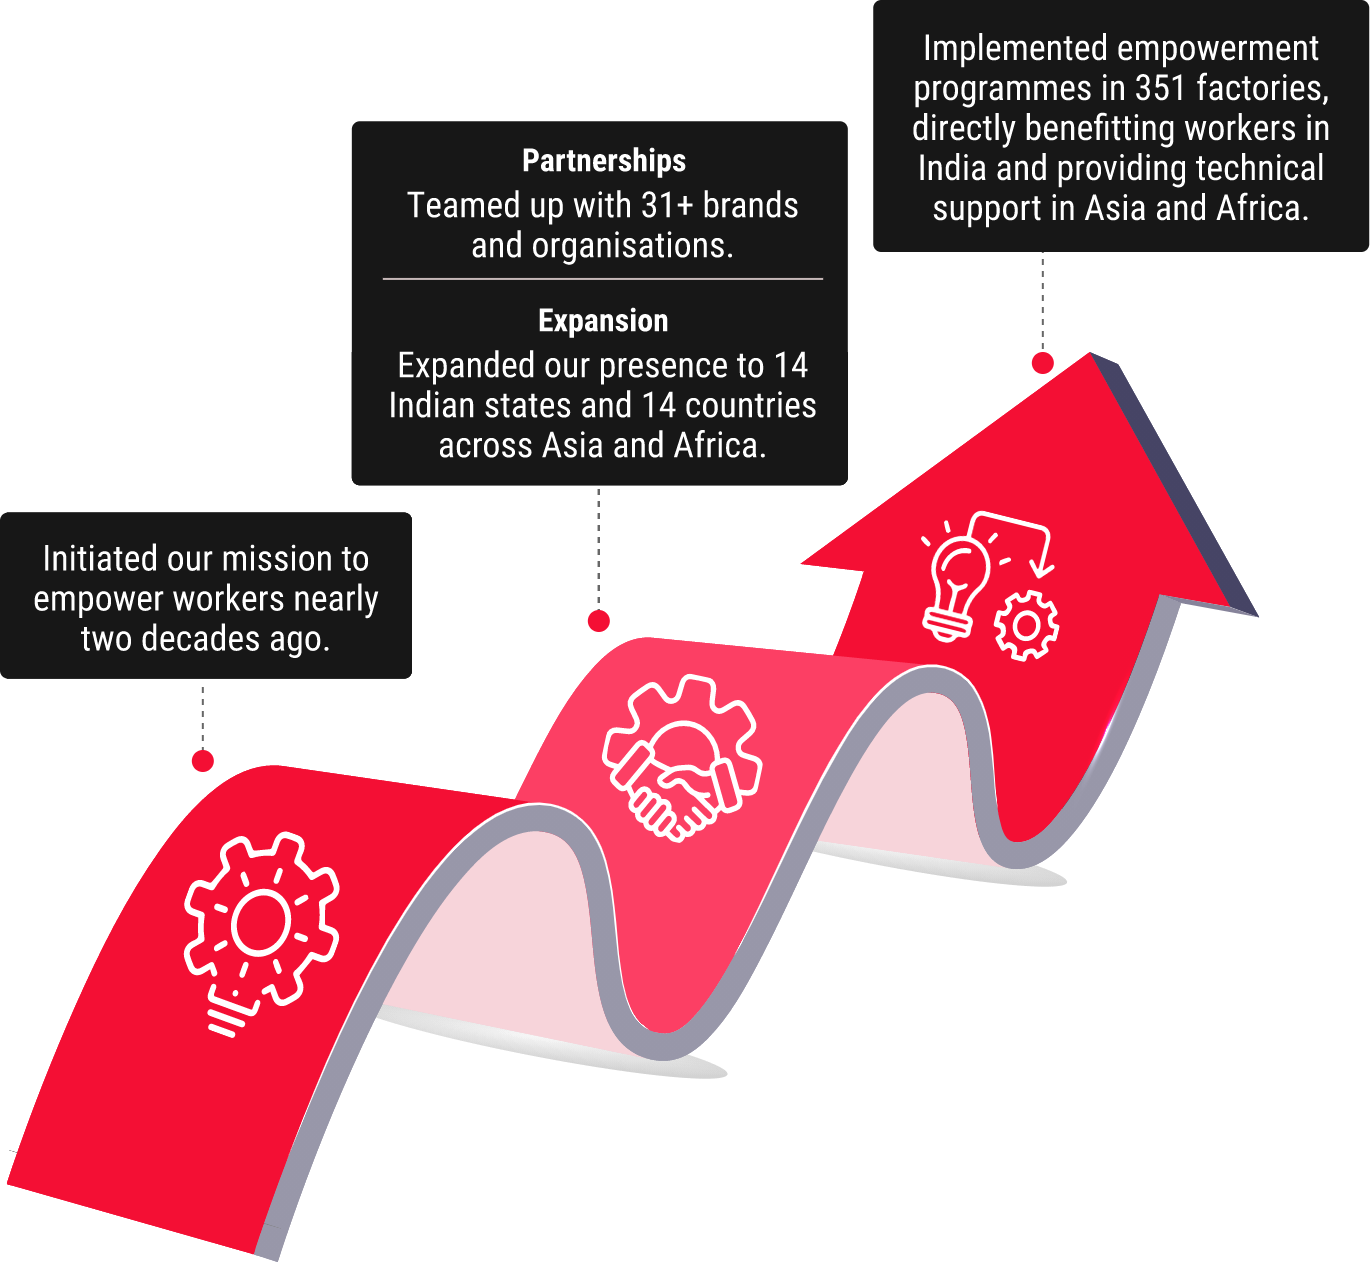 Initiated our mission to
empower workers nearly
two decades ago.
Partnerships
Teamed up with 31+ brands
and organisations.
Expansion
Expanded our presence to 14
Indian states and 14 countries
across Asia and Africa.
Implemented empowerment
programmes in 351 factories,
directly benefitting workers in
India and providing technical
support in Asia and Africa.